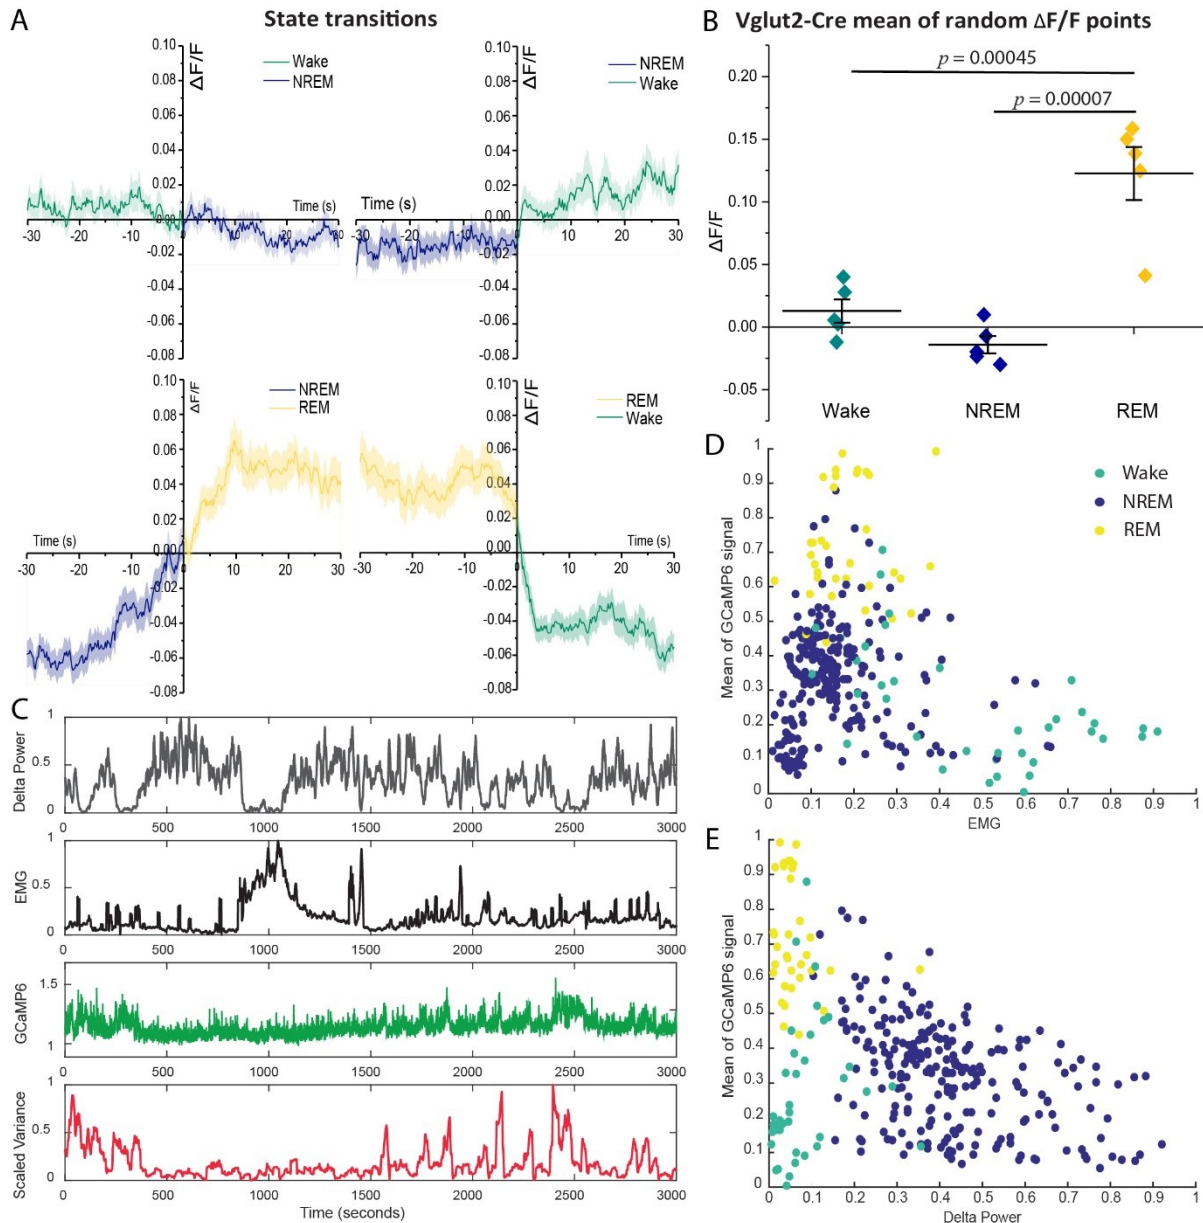 A
State transitions
ΔF/F
0.10
0.08
0.06
0.04
0.02
0.00
-0.02
-0.04
-0.06
-0.08
Wake
NREM
Time (s)
-30 -20 -10 0 10 20 30
ΔF/F
0.10
0.08
0.06
0.04
0.02
0.00
-0.02
-0.04
-0.06
-0.08
NREM
Wake
Time (s)
-30 -20 -10 0 10 20 30
ΔF/F
0.10
0.08
0.06
0.04
0.02
0.00
-0.02
-0.04
-0.06
-0.08
NREM
REM
Time (s)
-30 -20 -10 0 10 20 30
ΔF/F
0.10
0.08
0.06
0.04
0.02
0.00
-0.02
-0.04
-0.06
-0.08
REM
Wake
Time (s)
-30 -20 -10 0 10 20 30
B
Vglut2-Cre mean of random ΔF/F points
p = 0.00045
p = 0.00007
ΔF/F
0.20
0.15
0.10
0.05
0.00
-0.05
Wake NREM REM
C
Delta Power
1
0.5
0
0 500 1000 1500 2000 2500 3000
EMG
1
0.5
0
0 500 1000 1500 2000 2500 3000
GCaMP6
1.5
1
0 500 1000 1500 2000 2500 3000
Scaled Variance
1
0.5
0
0 500 1000 1500 2000 2500 3000
Time (seconds)
D
Wake
NREM
REM
Mean of GCaMP6 signal
1
0.9
0.8
0.7
0.6
0.5
0.4
0.3
0.2
0.1
0
0 0.1 0.2 0.3 0.4 0.5 0.6 0.7 0.8 0.9 1
EMG
E
Mean of GCaMP6 signal
1
0.9
0.8
0.7
0.6
0.5
0.4
0.3
0.2
0.1
0
0 0.1 0.2 0.3 0.4 0.5 0.6 0.7 0.8 0.9 1
Delta Power